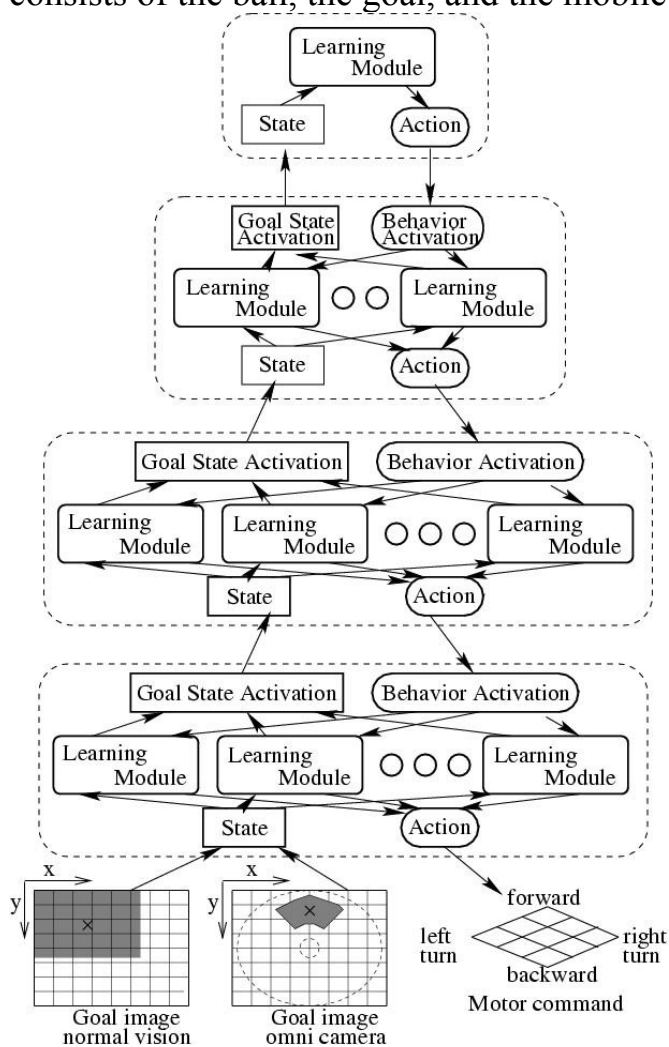 consists of the ball, the goal, and the mobile
Learning
Module
State
Action
Goal State
Activation
Behavior
Activation
Learning
Module
Learning
Module
State
Action
Goal State Activation
Behavior Activation
Learning
Module
Learning
Module
Learning
Module
State
Action
Goal State Activation
Behavior Activation
Learning
Module
Learning
Module
Learning
Module
State
Action
x
y
x
y
×
×
forward
left
turn
right
turn
backward
Motor command
Goal image
normal vision
Goal image
omni camera